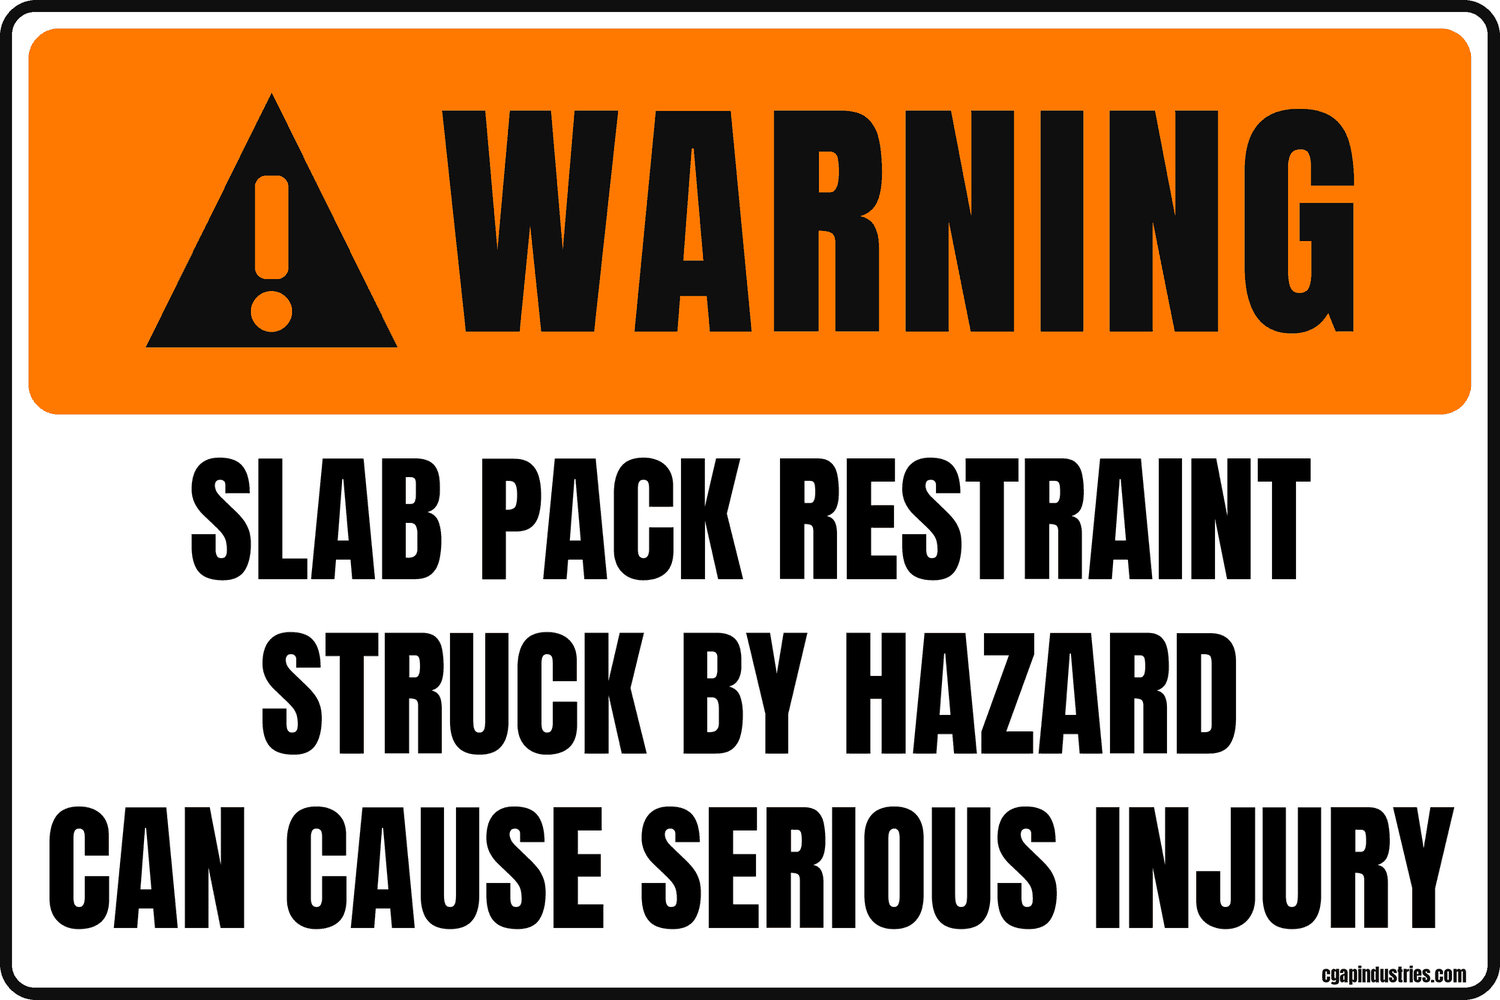 WARNING
SLAB PACK RESTRAINT
STRUCK BY HAZARD
CAN CAUSE SERIOUS INJURY
cgapindustries.com